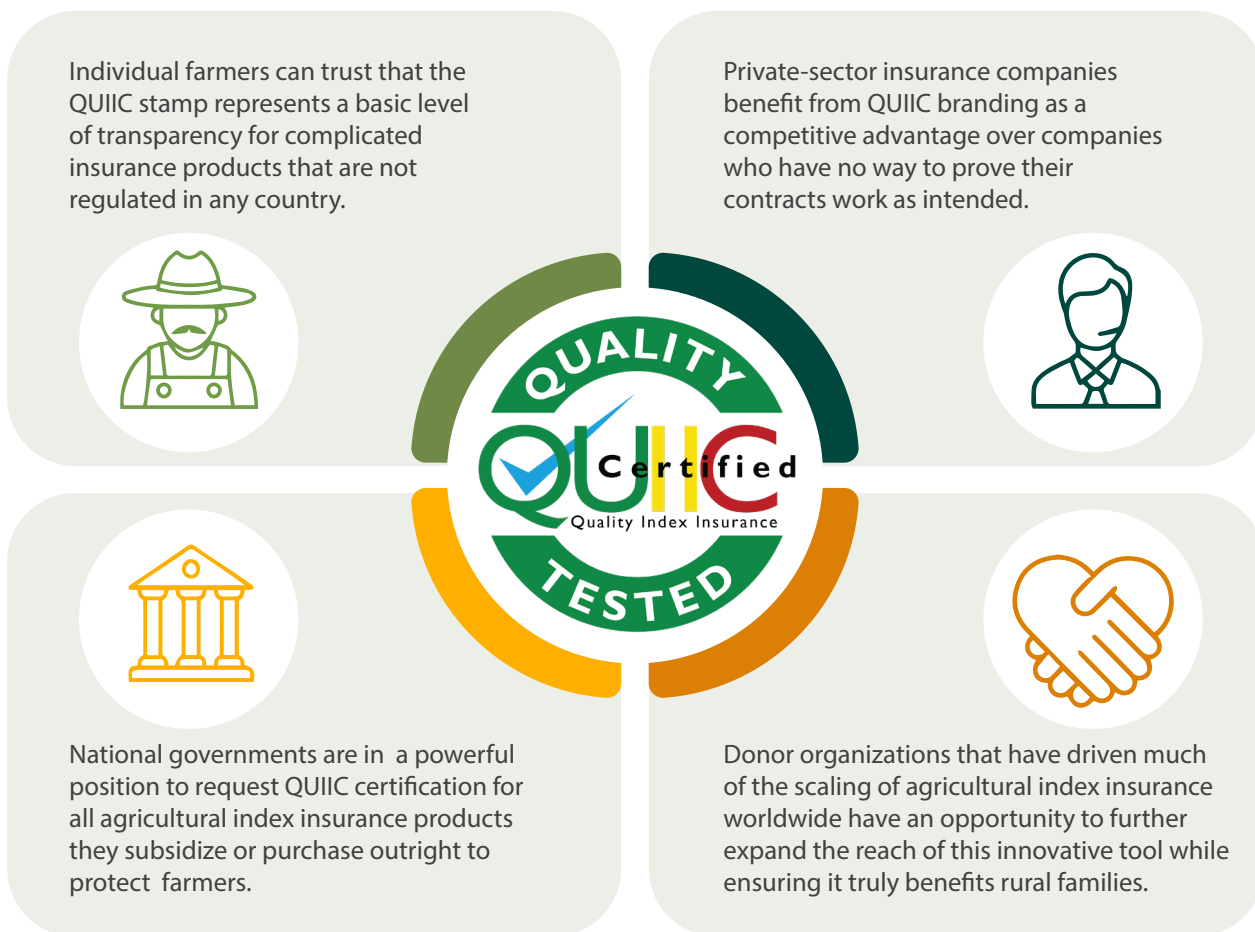 Individual farmers can trust that the
QUIIC stamp represents a basic level
of transparency for complicated
insurance products that are not
regulated in any country.
Private-sector insurance companies
benefit from QUIIC branding as a
competitive advantage over companies
who have no way to prove their
contracts work as intended.
QUALITY
QUIIC
Certified
Quality Index Insurance
TESTED
National governments are in a powerful
position to request QUIIC certification for
all agricultural index insurance products
they subsidize or purchase outright to
protect farmers.
Donor organizations that have driven much
of the scaling of agricultural index insurance
worldwide have an opportunity to further
expand the reach of this innovative tool while
ensuring it truly benefits rural families.